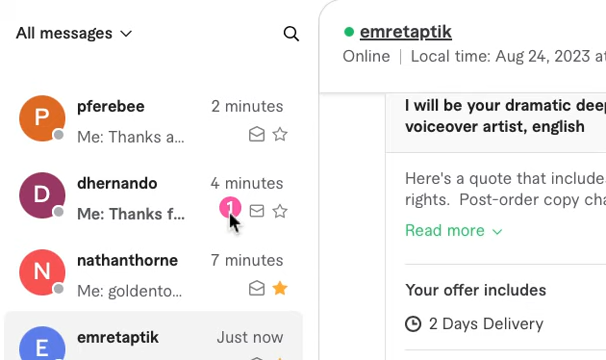 All messages
P
pferebee
2 minutes
Me: Thanks a...
D
dhernando
4 minutes
Me: Thanks f...
1
N
nathanthorne
7 minutes
Me: goldento...
E
emretaptik
Just now
emretaptik
Online | Local time: Aug 24, 2023 at
I will be your dramatic deep
voiceover artist, english
Here's a quote that include
rights. Post-order copy cha
Read more
Your offer includes
2 Days Delivery